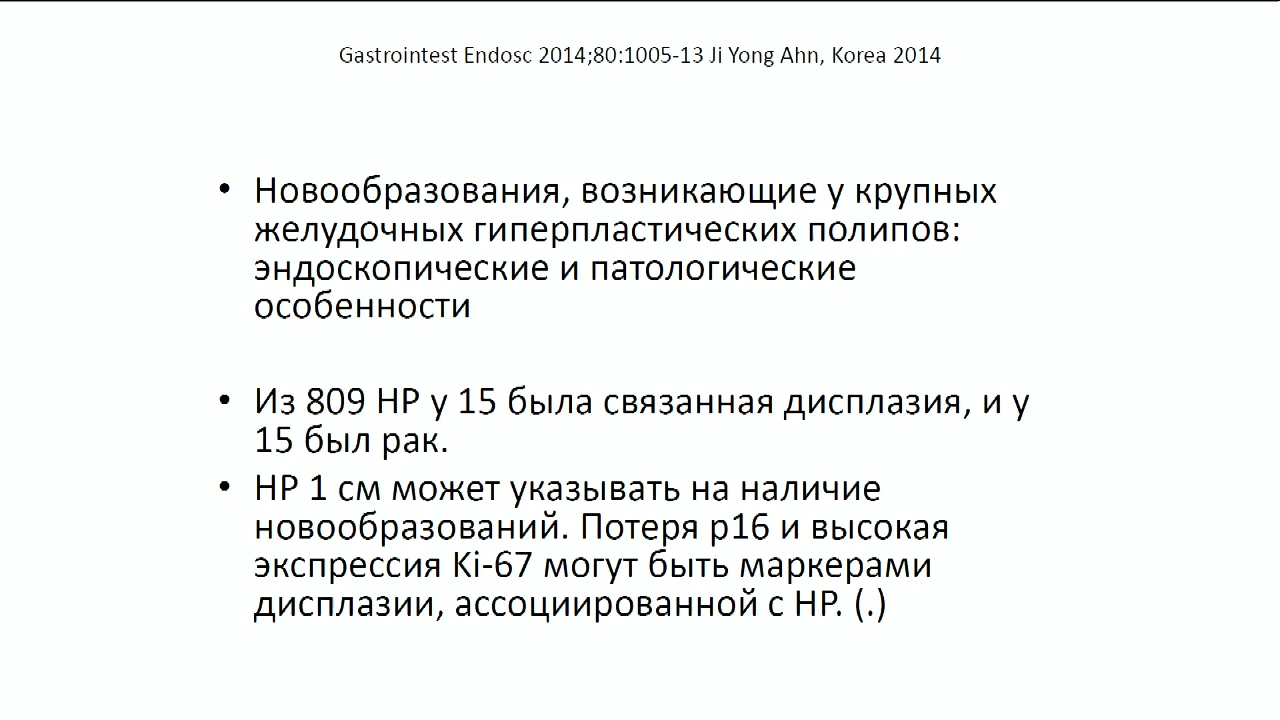 Gastrointest Endosc 2014;80:1005-13 Ji Yong Ahn, Korea 2014
• Новообразования, возникающие у крупных
желудочных гиперпластических полипов:
эндоскопические и патологические
особенности
• Из 809 HP у 15 была связанная дисплазия, и у
15 был рак.
• HP 1 см может указывать на наличие
новообразований. Потеря p16 и высокая
экспрессия Ki-67 могут быть маркерами
дисплазии, ассоциированной с HP. (.)